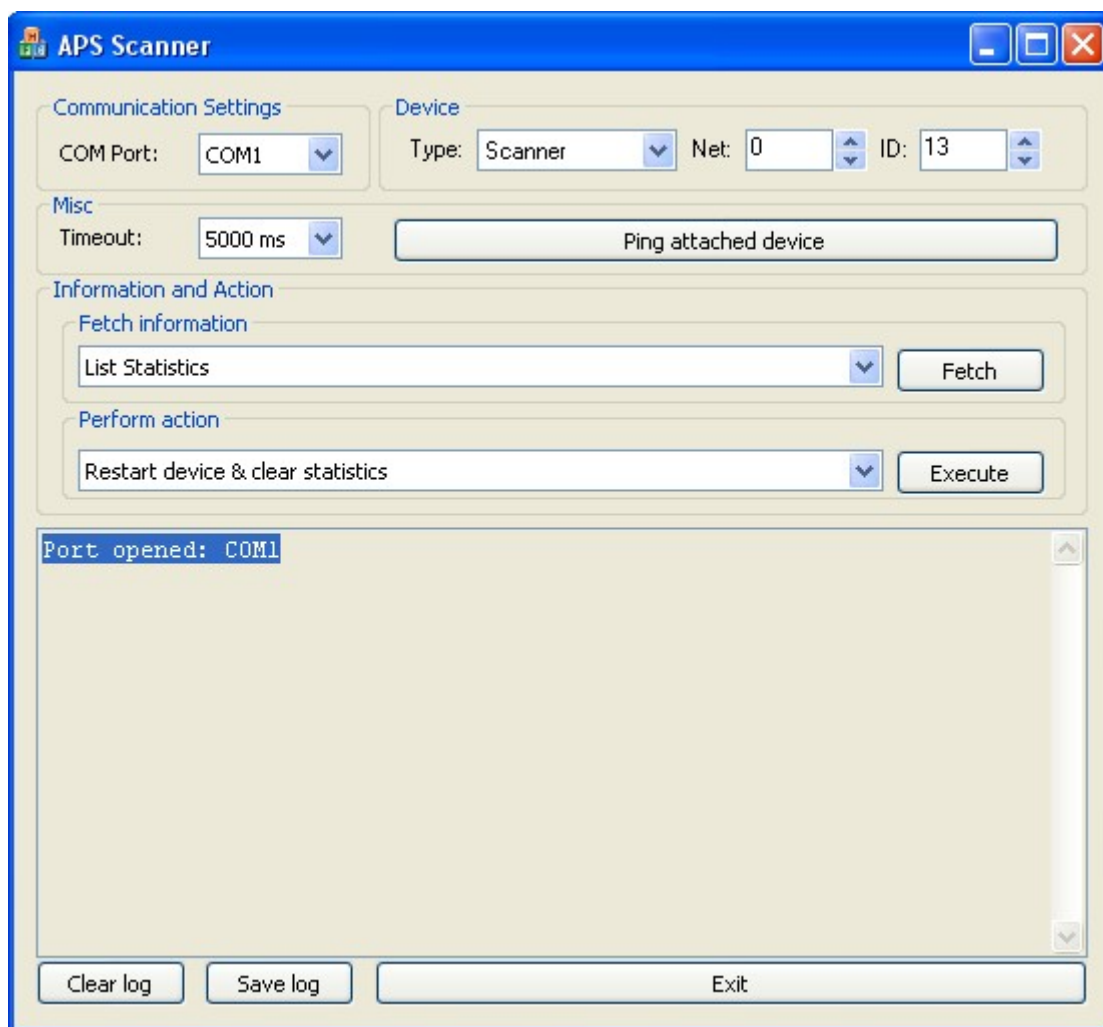 APS Scanner
Communication Settings
COM Port: COM1
Device
Type: Scanner Net: 0 ID: 13
Misc
Timeout: 5000 ms Ping attached device
Information and Action
Fetch information
List Statistics Fetch
Perform action
Restart device & clear statistics Execute
Port opened: COM1
Clear log Save log Exit